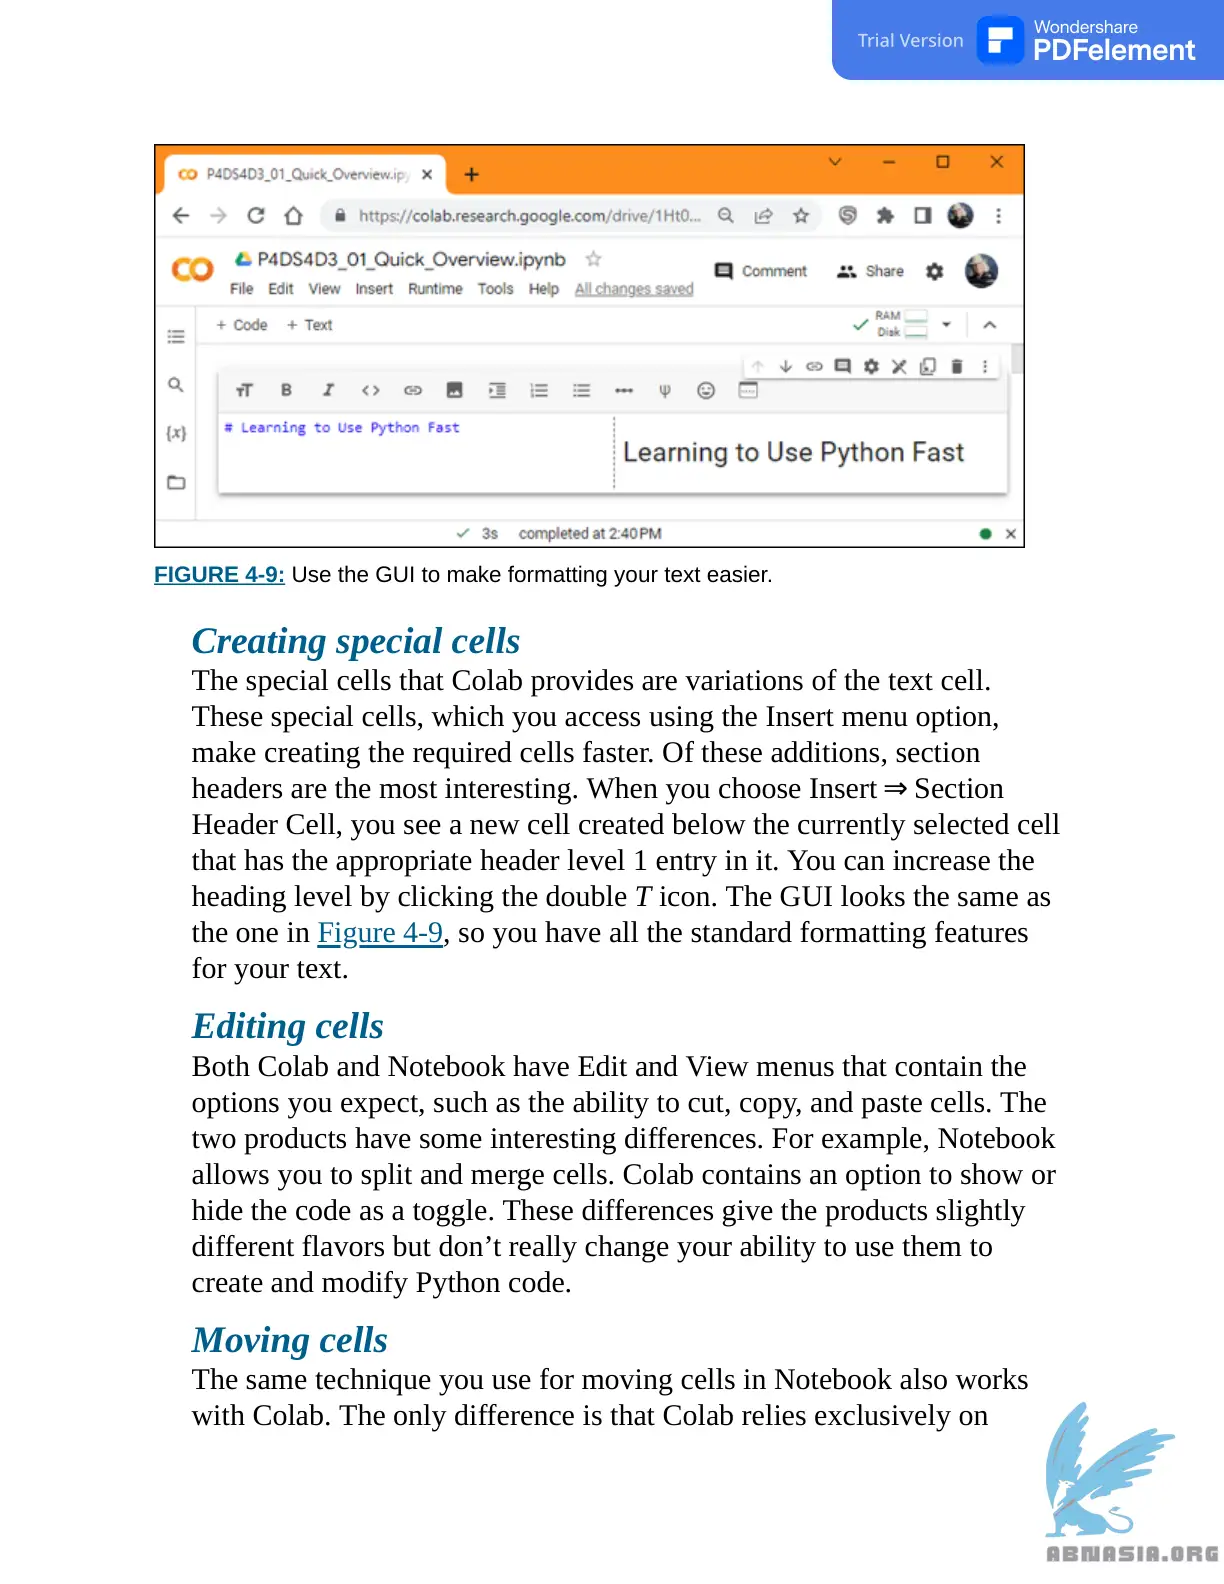 Trial Version
Wondershare
PDFelement
P4DS4D3_01_Quick_Overview.ipy
https://colab.research.google.com/drive/1Ht0...
P4DS4D3_01_Quick_Overview.ipynb
Comment
Share
File Edit View Insert Runtime Tools Help All changes saved
+ Code + Text
RAM
Disk
# Learning to Use Python Fast
Learning to Use Python Fast
3s completed at 2:40 PM
FIGURE 4-9: Use the GUI to make formatting your text easier.
Creating special cells
The special cells that Colab provides are variations of the text cell.
These special cells, which you access using the Insert menu option,
make creating the required cells faster. Of these additions, section
headers are the most interesting. When you choose Insert ⇒ Section
Header Cell, you see a new cell created below the currently selected cell
that has the appropriate header level 1 entry in it. You can increase the
heading level by clicking the double T icon. The GUI looks the same as
the one in Figure 4-9, so you have all the standard formatting features
for your text.
Editing cells
Both Colab and Notebook have Edit and View menus that contain the
options you expect, such as the ability to cut, copy, and paste cells. The
two products have some interesting differences. For example, Notebook
allows you to split and merge cells. Colab contains an option to show or
hide the code as a toggle. These differences give the products slightly
different flavors but don’t really change your ability to use them to
create and modify Python code.
Moving cells
The same technique you use for moving cells in Notebook also works
with Colab. The only difference is that Colab relies exclusively on
ABNASIA.ORG